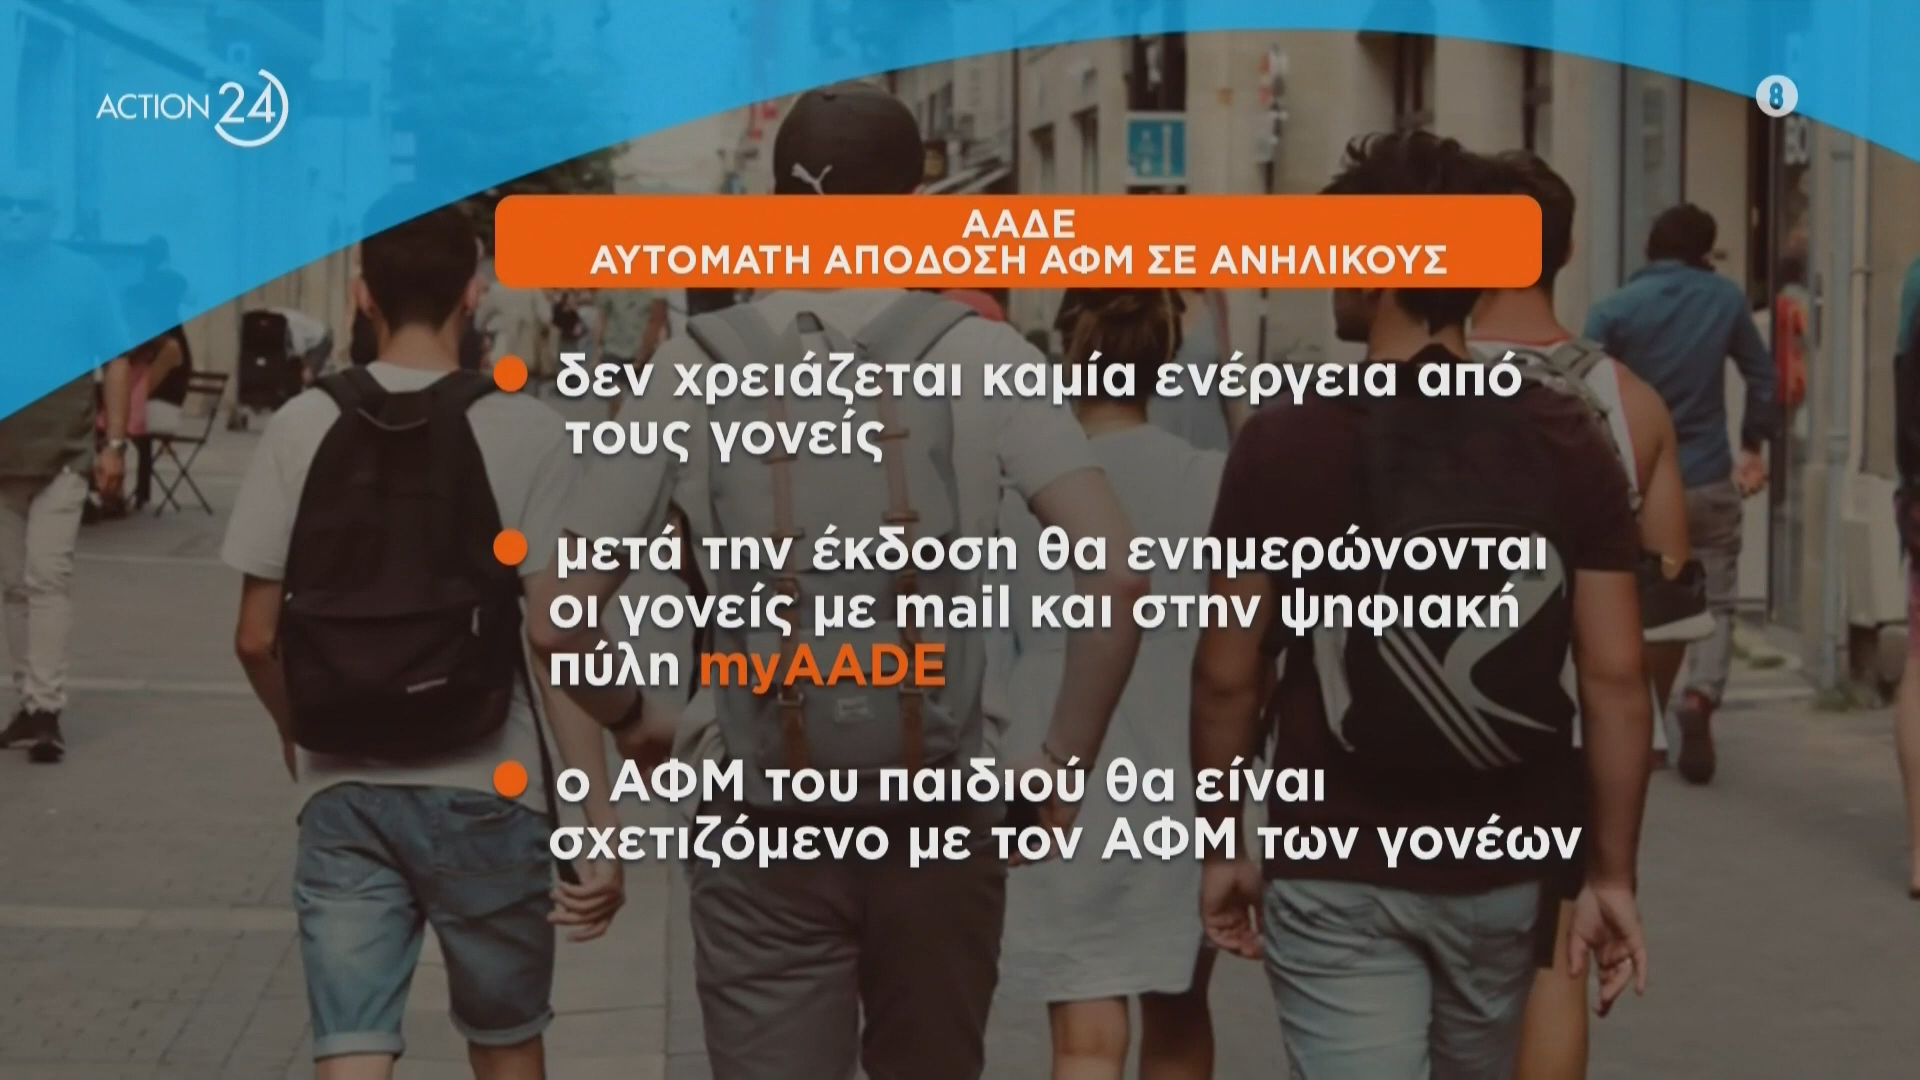 ACTION 24
8
ΑΑΔΕ
ΑΥΤΟΜΑΤΗ ΑΠΟΔΟΣΗ ΑΦΜ ΣΕ ΑΝΗΛΙΚΟΥΣ
δεν χρειάζεται καμία ενέργεια από
τους γονείς
μετά την έκδοση θα ενημερώνονται
οι γονείς με mail και στην ψηφιακή
πύλη myAADE
ο ΑΦΜ του παιδιού θα είναι
σχετιζόμενο με τον ΑΦΜ των γονέων